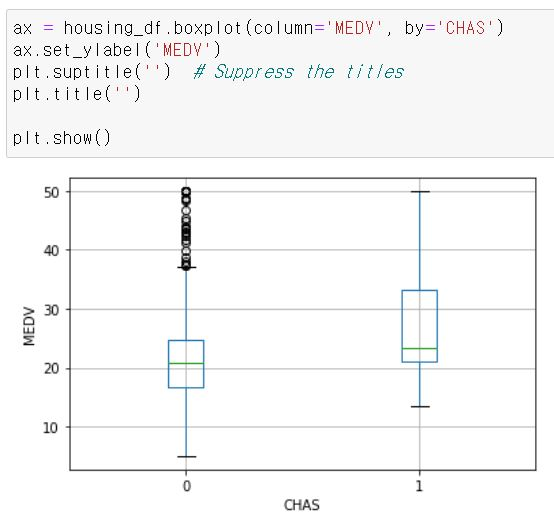 ax = housing_df.boxplot(column='MEDV', by='CHAS')
ax.set_ylabel('MEDV')
plt.suptitle('')  # Suppress the titles
plt.title('')
plt.show()
50
40
30
20
10
MEDV
0 1
CHAS